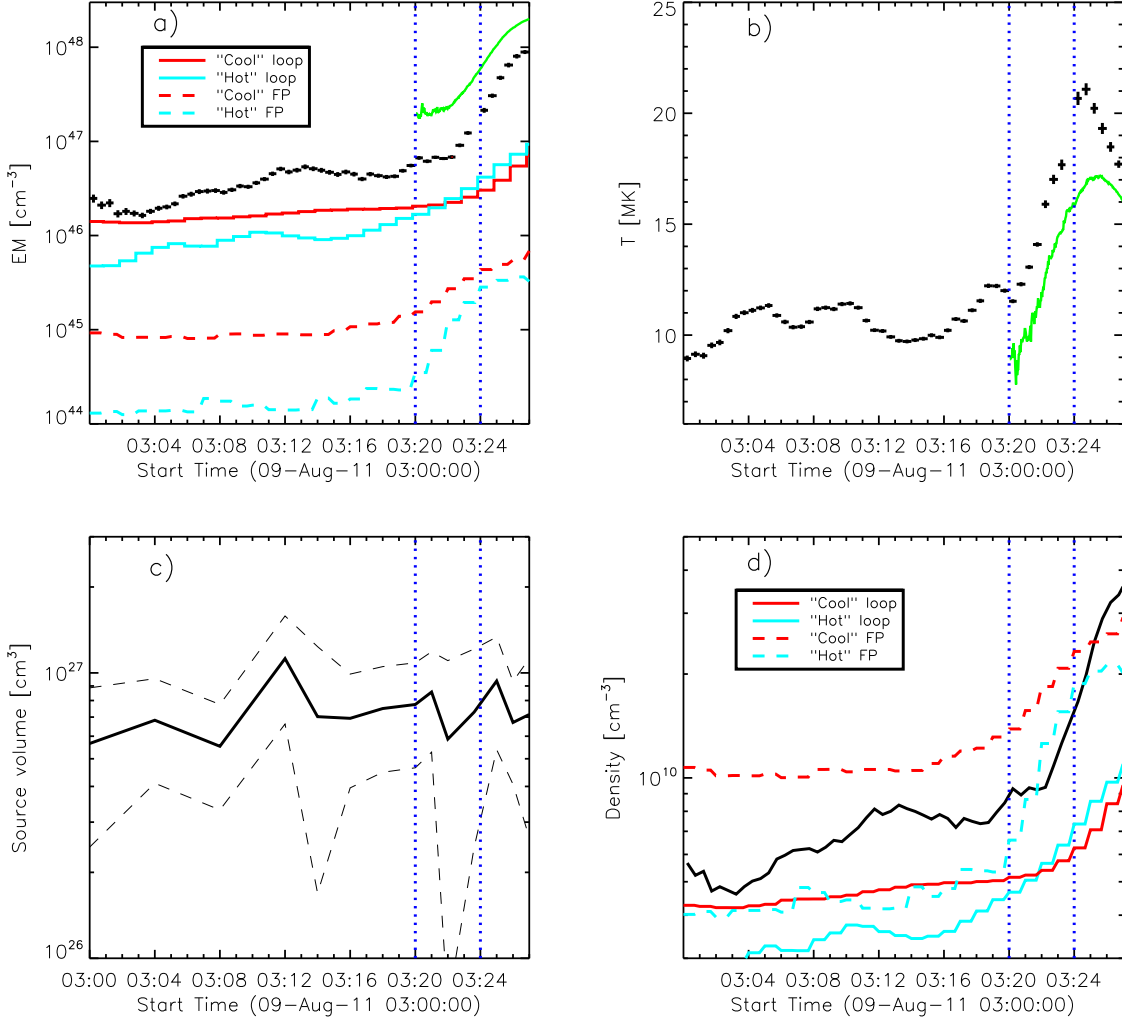 a)
10^48
10^47
10^46
10^45
10^44
EM [cm^-3]
"Cool" loop
"Hot" loop
"Cool" FP
"Hot" FP
03:04 03:08 03:12 03:16 03:20 03:24
Start Time (09-Aug-11 03:00:00)
b)
25
20
15
10
T [MK]
03:04 03:08 03:12 03:16 03:20 03:24
Start Time (09-Aug-11 03:00:00)
c)
10^27
10^26
Source volume [cm^3]
03:00 03:04 03:08 03:12 03:16 03:20 03:24
Start Time (09-Aug-11 03:00:00)
d)
"Cool" loop
"Hot" loop
"Cool" FP
"Hot" FP
10^10
Density [cm^-3]
03:04 03:08 03:12 03:16 03:20 03:24
Start Time (09-Aug-11 03:00:00)